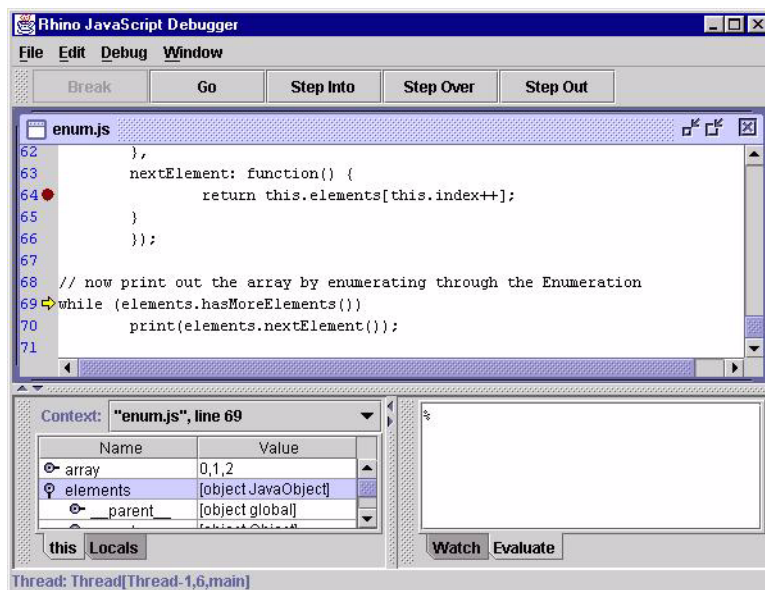 Rhino JavaScript Debugger
File Edit Debug Window
Break Go Step Into Step Over Step Out
enum.js
62 },
63 nextElement: function() {
64 return this.elements[this.index++];
65 }
66 });
67
68 // now print out the array by enumerating through the Enumeration
69 while (elements.hasMoreElements())
70 print(elements.nextElement());
71
Context: "enum.js", line 69
Name Value
array 0,1,2
elements [object JavaObject]
__parent__ [object global]
%
this Locals
Watch Evaluate
Thread: Thread[Thread-1,6,main]